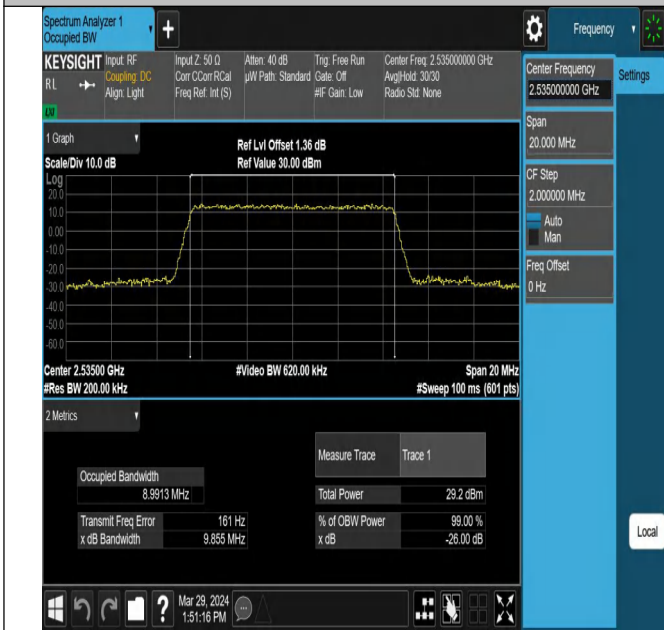 Spectrum Analyzer 1
Occupied BW
+
Frequency
KEYSIGHT
RL
LXI
Input: RF
Coupling: DC
Align: Light
Input Z: 50 Ω
Corr CCorr RCal
Freq Ref: Int (S)
Atten: 40 dB
µW Path: Standard
Trig: Free Run
Gate: Off
#IF Gain: Low
Center Freq: 2.535000000 GHz
Avg|Hold: 30/30
Radio Std: None
Center Frequency
2.535000000 GHz
Settings
Span
20.000 MHz
CF Step
2.000000 MHz
Auto
Man
Freq Offset
0 Hz
1 Graph
Scale/Div 10.0 dB
Ref Lvl Offset 1.36 dB
Ref Value 30.00 dBm
Log
20.0
10.0
0.00
-10.0
-20.0
-30.0
-40.0
-50.0
-60.0
Center 2.53500 GHz
#Res BW 200.00 kHz
#Video BW 620.00 kHz
Span 20 MHz
#Sweep 100 ms (601 pts)
2 Metrics
Measure Trace Trace 1
Occupied Bandwidth
8.9913 MHz
Total Power 29.2 dBm
Transmit Freq Error 161 Hz
% of OBW Power 99.00 %
x dB Bandwidth 9.855 MHz
x dB -26.00 dB
Local
?
Mar 29, 2024
1:51:16 PM